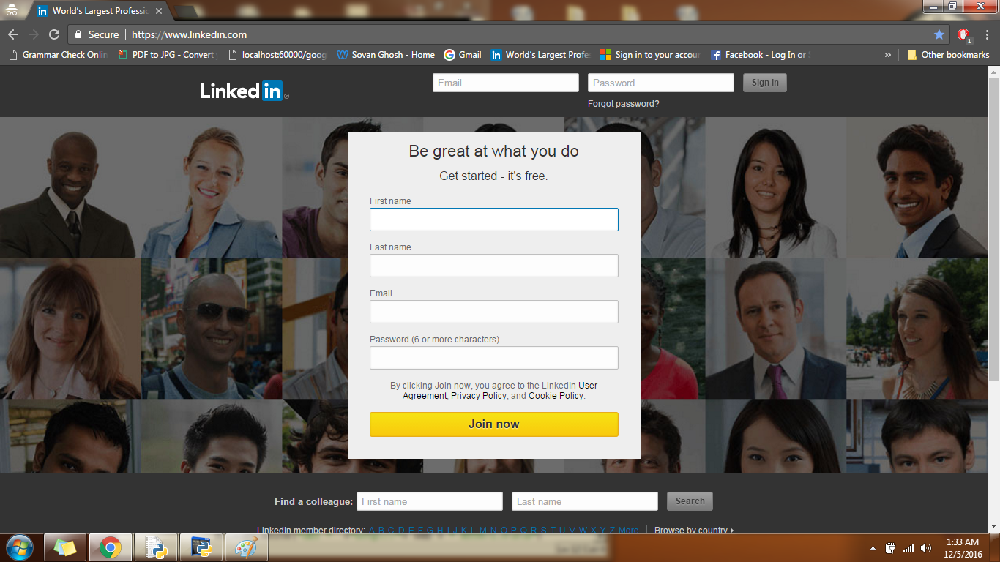 World's Largest Professic
Secure https://www.linkedin.com
1
Grammar Check Onlin
PDF to JPG - Convert
localhost:60000/goog
Sovan Ghosh - Home
Gmail
World's Largest Profe
Sign in to your accou
Facebook - Log In or S
»
Other bookmarks
Linked in ®
Email
Password
Sign in
Forgot password?
Be great at what you do
Get started - it's free.
First name
Last name
Email
Password (6 or more characters)
By clicking Join now, you agree to the LinkedIn User
Agreement, Privacy Policy, and Cookie Policy.
Join now
Find a colleague: First name Last name Search
LinkedIn member directory: A B C D E F G H I J K L M N O P Q R S T U V W X Y Z More | Browse by country
1:33 AM
12/5/2016